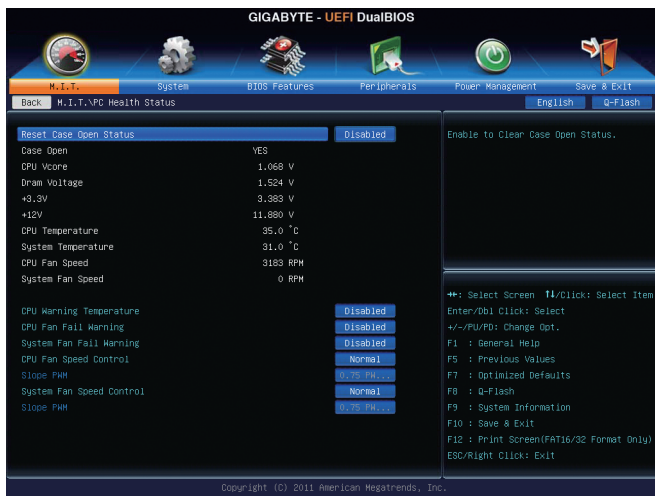 GIGABYTE - UEFI DualBIOS
M.I.T. System BIOS Features Peripherals Power Management Save & Exit
Back M.I.T.\PC Health Status English Q-Flash
Reset Case Open Status Disabled
Case Open YES
CPU Vcore 1.068 V
Dram Voltage 1.524 V
+3.3V 3.383 V
+12V 11.880 V
CPU Temperature 35.0 °C
System Temperature 31.0 °C
CPU Fan Speed 3183 RPM
System Fan Speed 0 RPM
CPU Warning Temperature Disabled
CPU Fan Fail Warning Disabled
System Fan Fail Warning Disabled
CPU Fan Speed Control Normal
Slope PWM 0.75 PW...
System Fan Speed Control Normal
Slope PWM 0.75 PW...
Enable to Clear Case Open Status.
→←: Select Screen ↑↓/Click: Select Item
Enter/Dbl Click: Select
+/-/PU/PD: Change Opt.
F1 : General Help
F5 : Previous Values
F7 : Optimized Defaults
F8 : Q-Flash
F9 : System Information
F10 : Save & Exit
F12 : Print Screen(FAT16/32 Format Only)
ESC/Right Click: Exit
Copyright (C) 2011 American Megatrends, Inc.